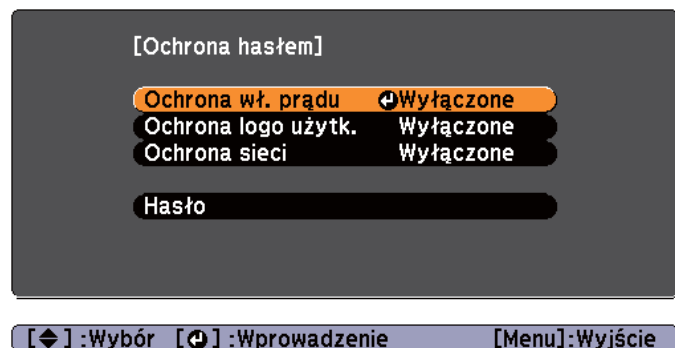 [Ochrona hasłem]
Ochrona wł. prądu Wyłączone
Ochrona logo użytk. Wyłączone
Ochrona sieci Wyłączone
Hasło
[ ] :Wybór [ ] :Wprowadzenie [Menu]:Wyjście